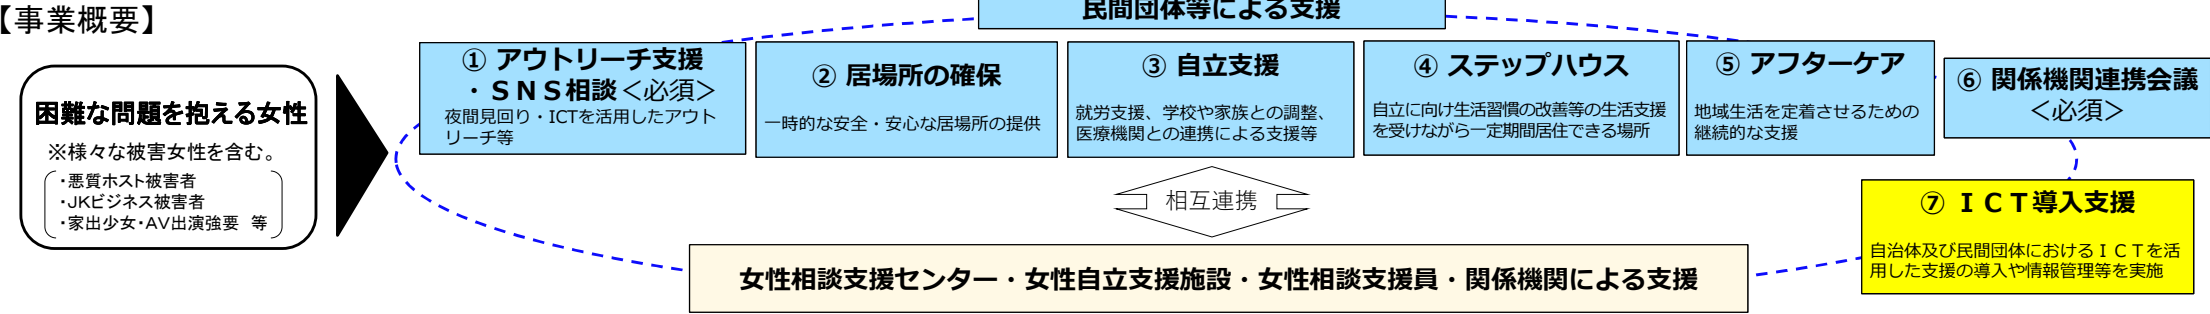 【事業概要】
民間団体等による支援
困難な問題を抱える女性
※様々な被害女性を含む。
・悪質ホスト被害者
・JKビジネス被害者
・家出少女・AV出演強要　等
① アウトリーチ支援
・ＳＮＳ相談＜必須＞
夜間見回り・ICTを活用したアウト
リーチ等
② 居場所の確保
一時的な安全・安心な居場所の提供
③ 自立支援
就労支援、学校や家族との調整、
医療機関との連携による支援等
④ ステップハウス
自立に向け生活習慣の改善等の生活支援
を受けながら一定期間居住できる場所
⑤ アフターケア
地域生活を定着させるための
継続的な支援
⑥ 関係機関連携会議
＜必須＞
相互連携
⑦ ＩＣＴ導入支援
自治体及び民間団体におけるＩＣＴを活
用した支援の導入や情報管理等を実施
女性相談支援センター・女性自立支援施設・女性相談支援員・関係機関による支援